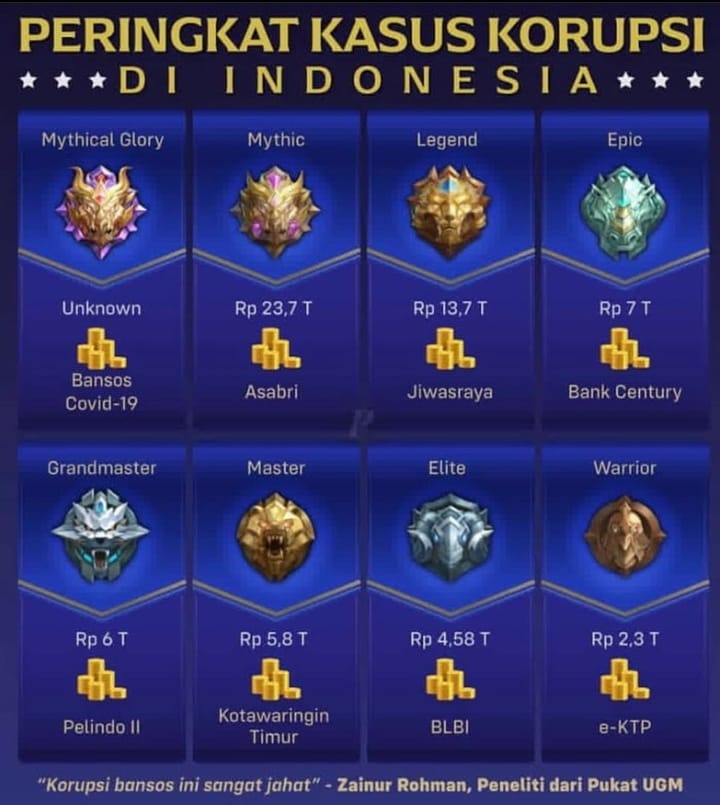 PERINGKAT KASUS KORUPSI
DI INDONESIA
Mythical Glory
Unknown
Bansos
Covid-19
Mythic
Rp 23,7 T
Asabri
Legend
Rp 13,7 T
Jiwasraya
Epic
Rp 7 T
Bank Century
Grandmaster
Rp 6 T
Pelindo II
Master
Rp 5,8 T
Kotawaringin
Timur
Elite
Rp 4,58 T
BLBI
Warrior
Rp 2,3 T
e-KTP
"Korupsi bansos ini sangat jahat" - Zainur Rohman, Peneliti dari Pukat UGM